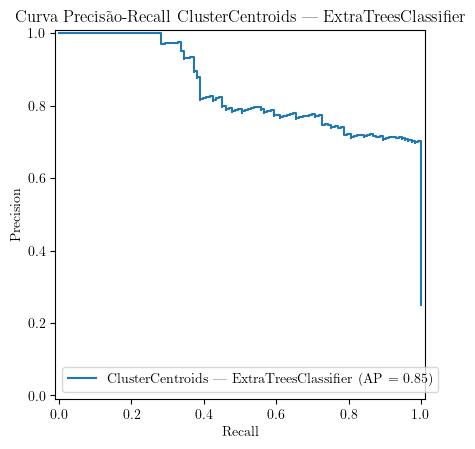 Curva Precisão-Recall ClusterCentroids — ExtraTreesClassifier
1.0
0.8
0.6
0.4
0.2
0.0
Precision
ClusterCentroids — ExtraTreesClassifier (AP = 0.85)
0.0 0.2 0.4 0.6 0.8 1.0
Recall